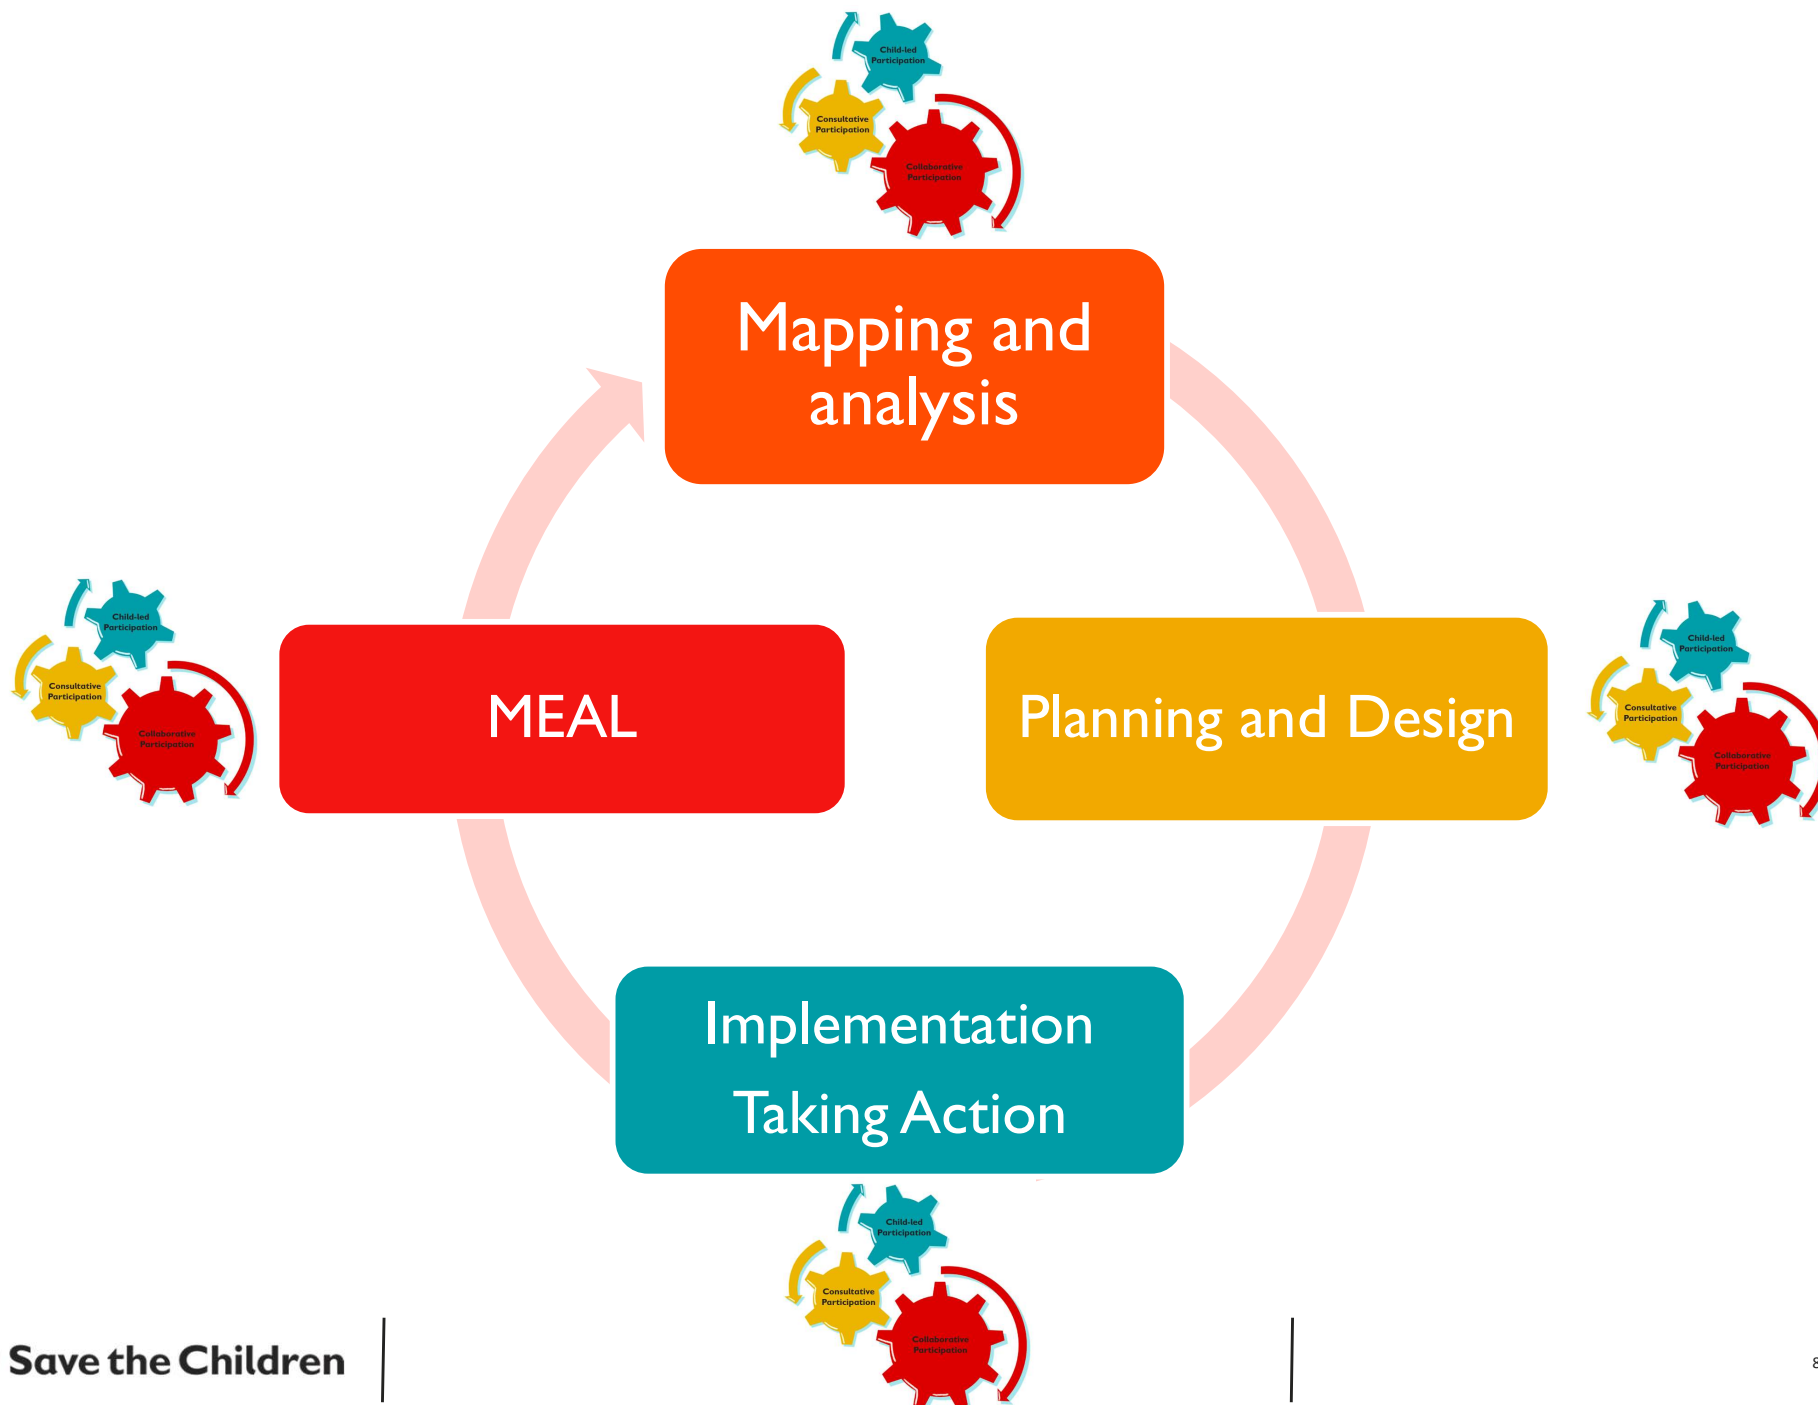 Child-led
Participation
Consultative
Participation
Collaborative
Participation
Mapping and
analysis
Child-led
Participation
Consultative
Participation
Collaborative
Participation
MEAL
Planning and Design
Child-led
Participation
Consultative
Participation
Collaborative
Participation
Implementation
Taking Action
Child-led
Participation
Consultative
Participation
Collaborative
Participation
Save the Children
8